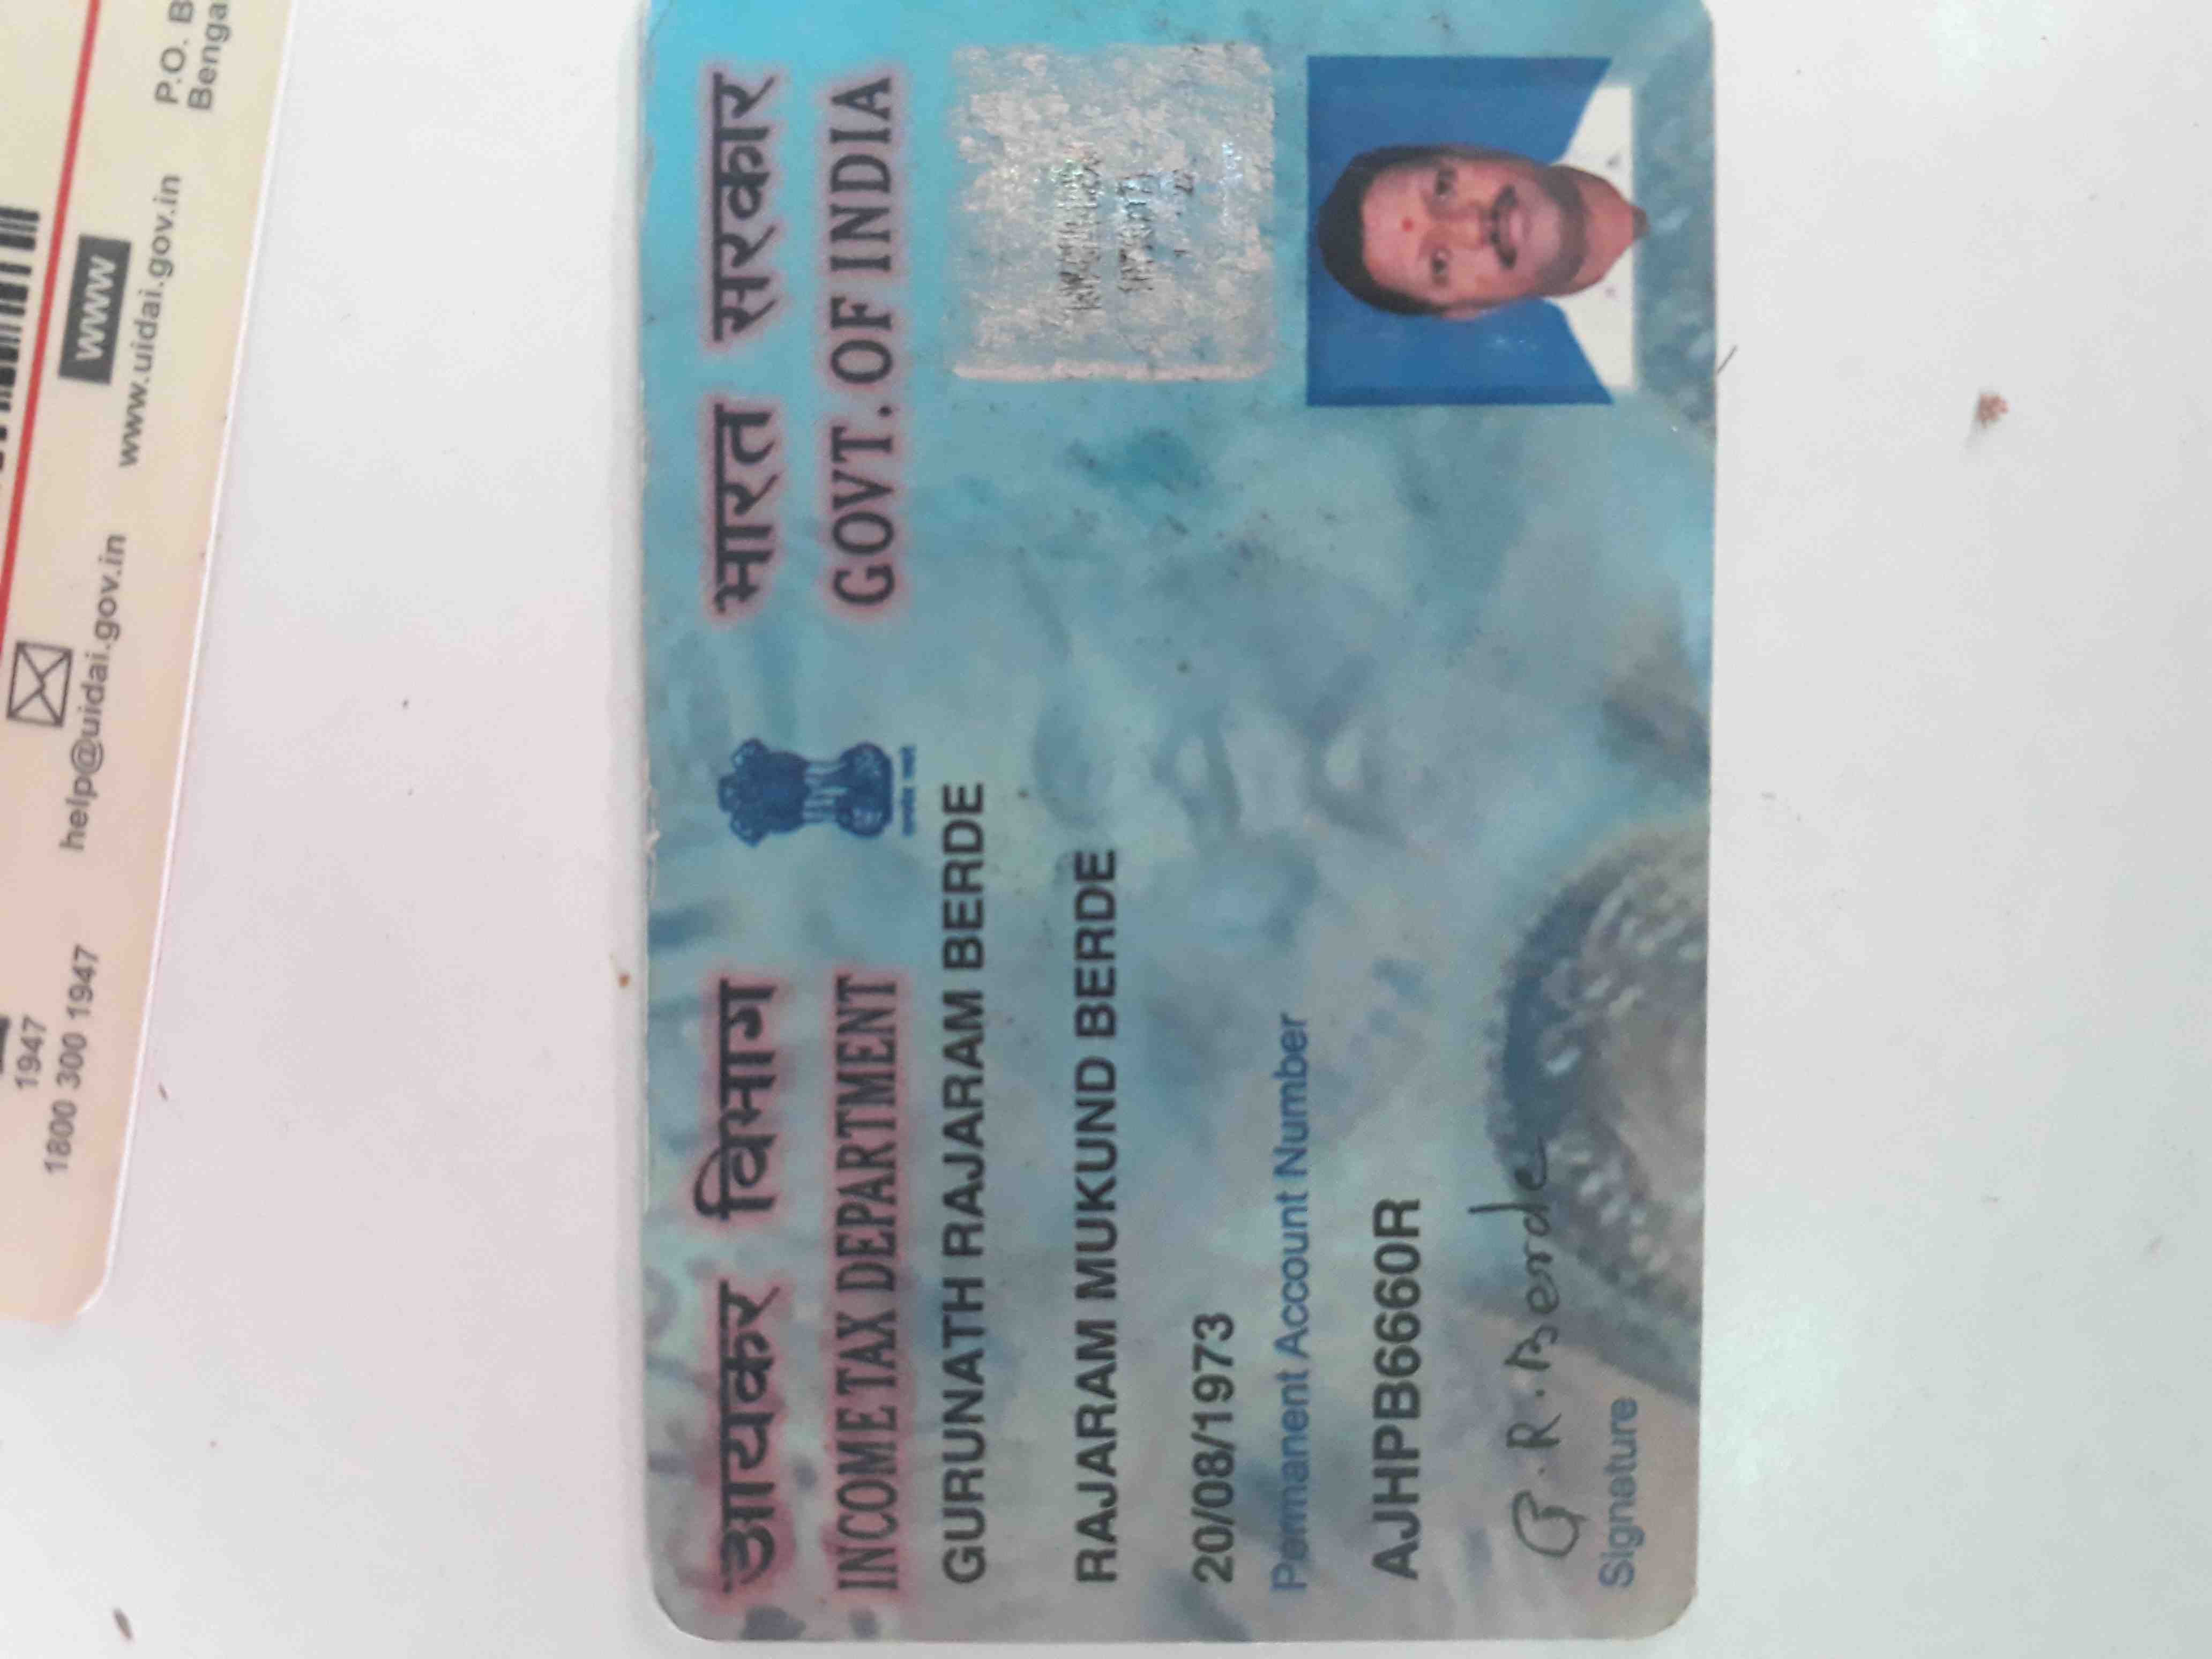 1947
1800 300 1947
help@uidai.gov.in
www
www.uidai.gov.in
P.O. B
Benga
आयकर विभाग
भारत सरकार
INCOME TAX DEPARTMENT
GOVT. OF INDIA
GURUNATH RAJARAM BERDE
RAJARAM MUKUND BERDE
20/08/1973
Permanent Account Number
AJHPB6660R
G.R.Berde
Signature